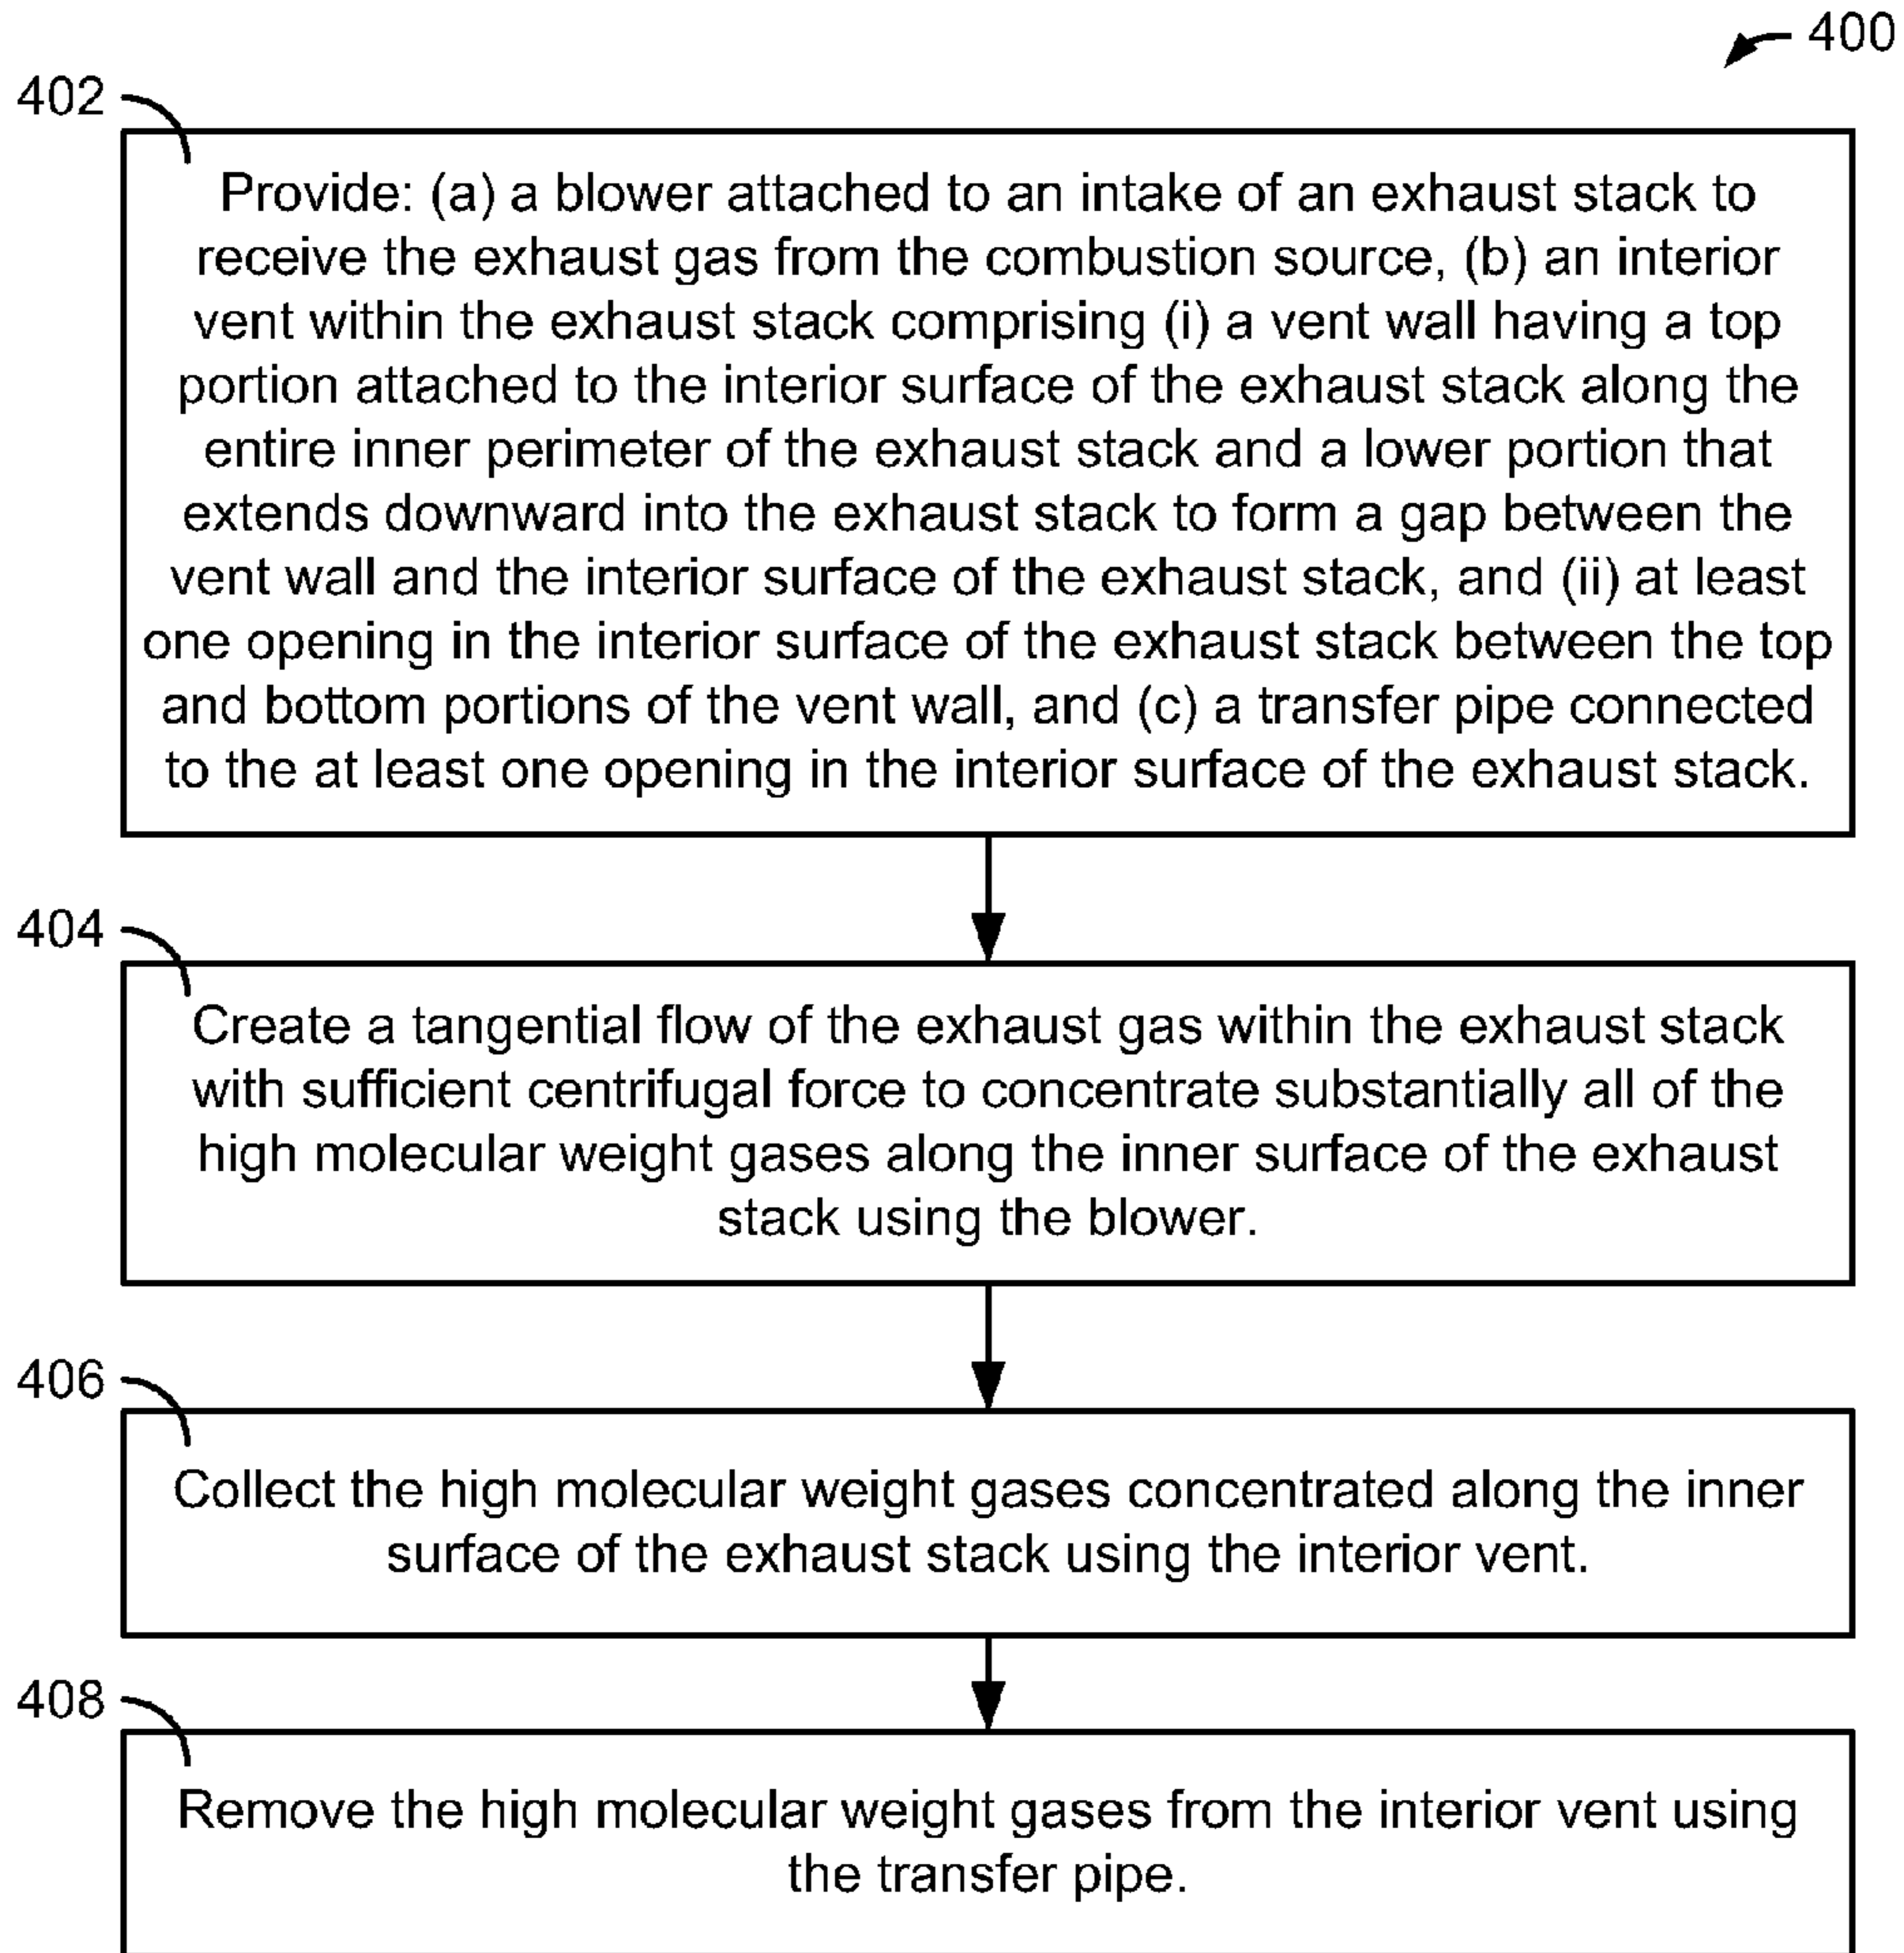 400
402
Provide: (a) a blower attached to an intake of an exhaust stack to
receive the exhaust gas from the combustion source, (b) an interior
vent within the exhaust stack comprising (i) a vent wall having a top
portion attached to the interior surface of the exhaust stack along the
entire inner perimeter of the exhaust stack and a lower portion that
extends downward into the exhaust stack to form a gap between the
vent wall and the interior surface of the exhaust stack, and (ii) at least
one opening in the interior surface of the exhaust stack between the top
and bottom portions of the vent wall, and (c) a transfer pipe connected
to the at least one opening in the interior surface of the exhaust stack.
404
Create a tangential flow of the exhaust gas within the exhaust stack
with sufficient centrifugal force to concentrate substantially all of the
high molecular weight gases along the inner surface of the exhaust
stack using the blower.
406
Collect the high molecular weight gases concentrated along the inner
surface of the exhaust stack using the interior vent.
408
Remove the high molecular weight gases from the interior vent using
the transfer pipe.